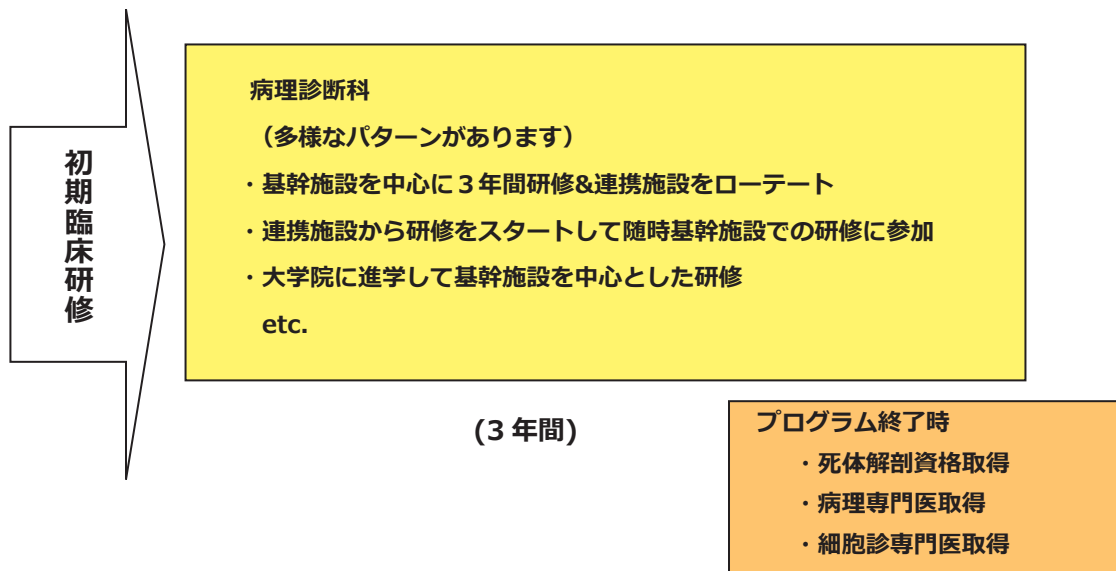 初期臨床研修
病理診断科
（多様なパターンがあります）
・基幹施設を中心に３年間研修&連携施設をローテート
・連携施設から研修をスタートして随時基幹施設での研修に参加
・大学院に進学して基幹施設を中心とした研修
etc.
(3 年間)
プログラム終了時
・死体解剖資格取得
・病理専門医取得
・細胞診専門医取得